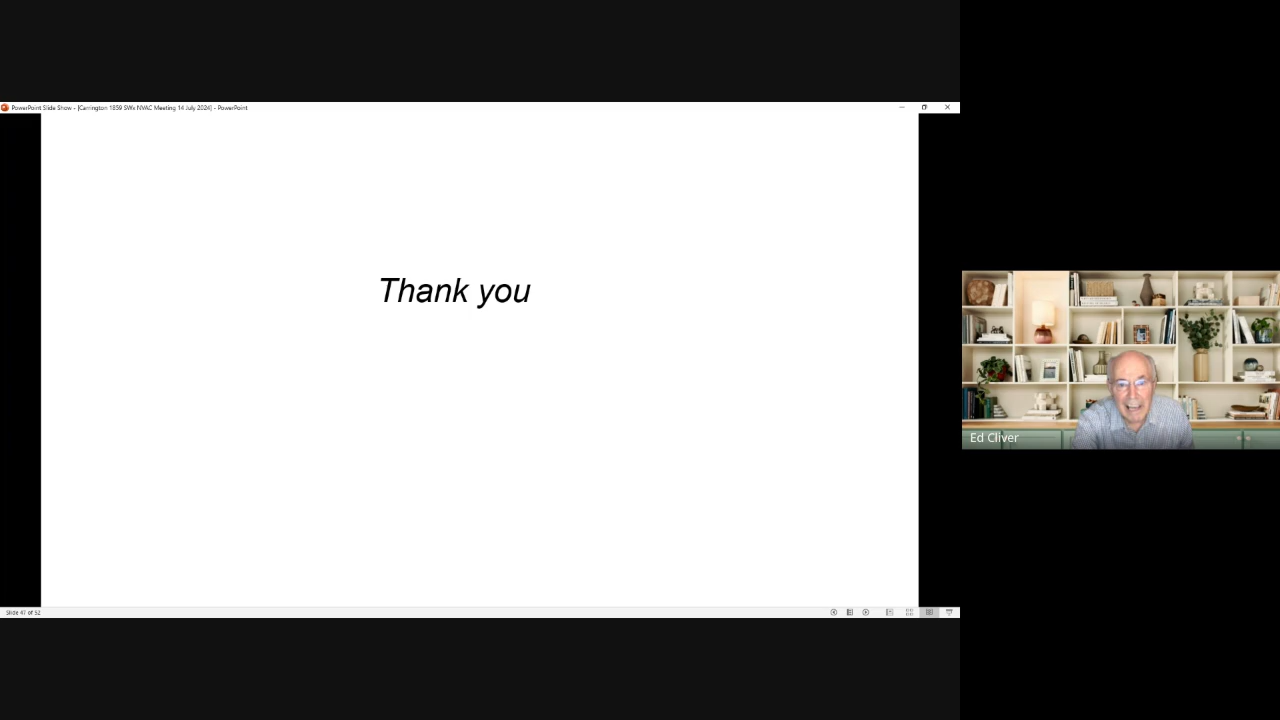 PowerPoint Slide Show - [Carrington 1859 SWx NVAC Meeting 14 July 2024] - PowerPoint
Thank you
Ed Cliver
Slide 47 of 52